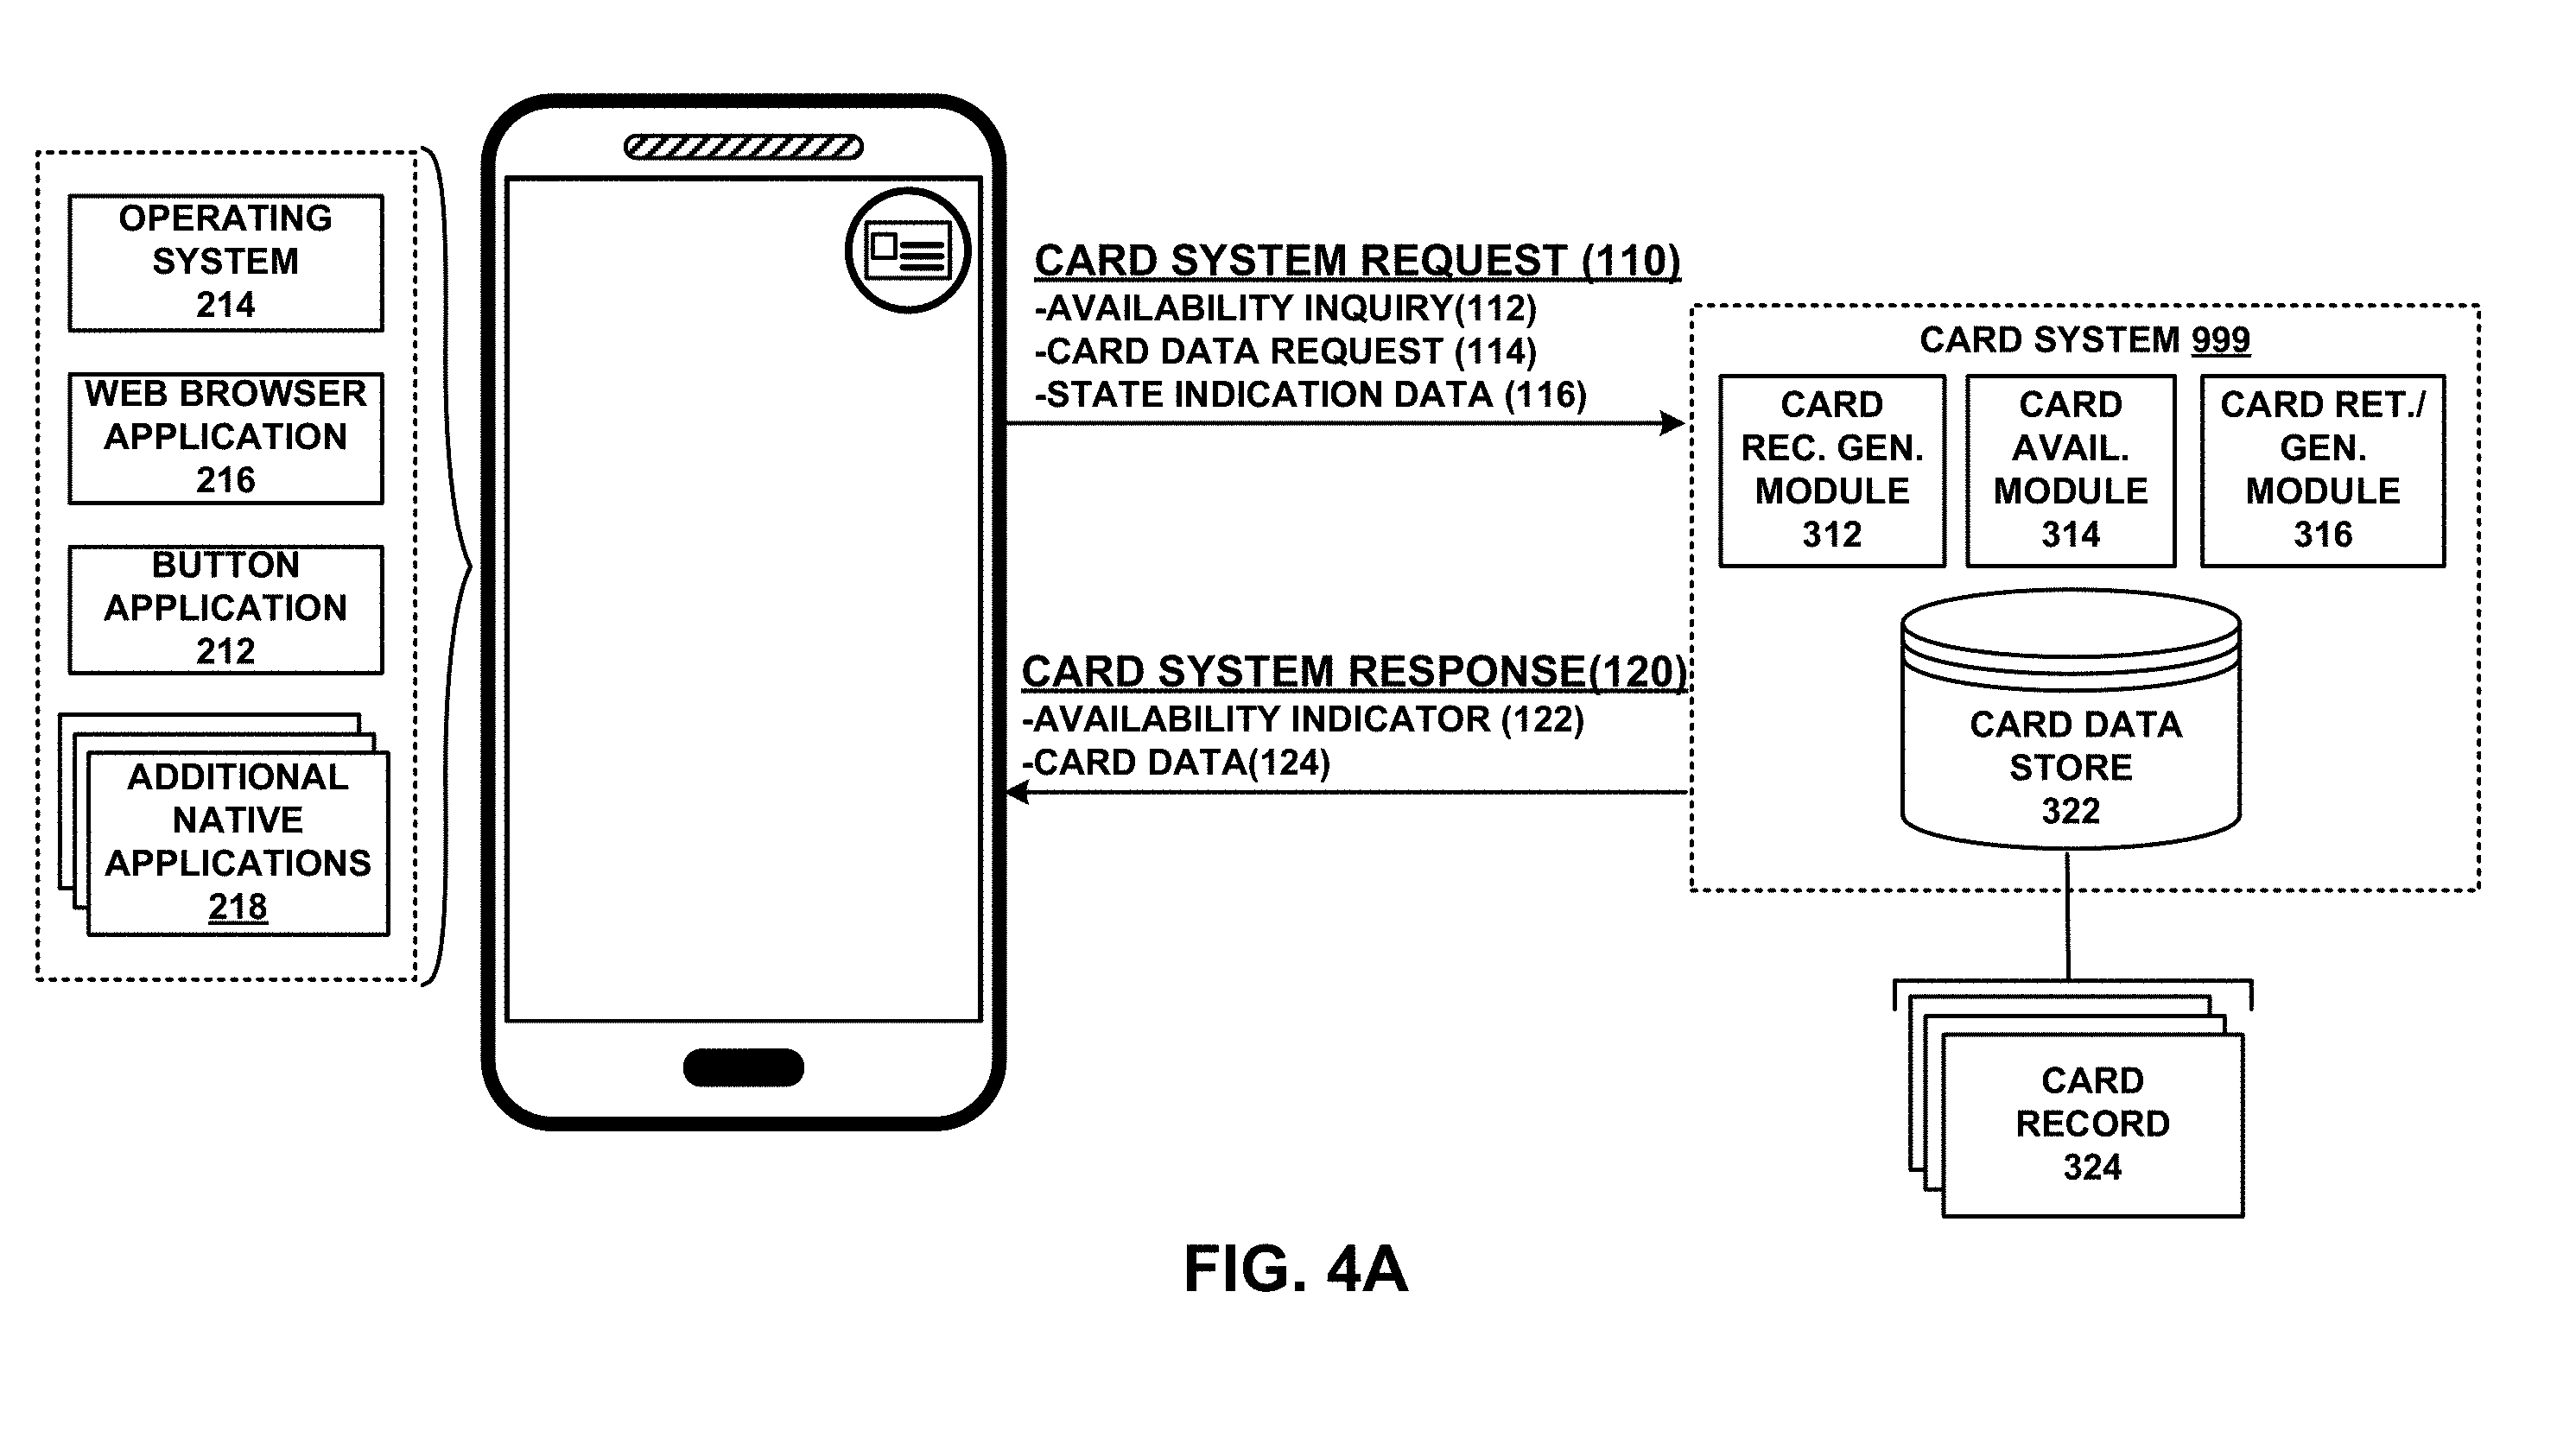 OPERATING
SYSTEM
214
WEB BROWSER
APPLICATION
216
BUTTON
APPLICATION
212
ADDITIONAL
NATIVE
APPLICATIONS
218
CARD SYSTEM REQUEST (110)
-AVAILABILITY INQUIRY(112)
-CARD DATA REQUEST (114)
-STATE INDICATION DATA (116)
CARD SYSTEM RESPONSE(120)
-AVAILABILITY INDICATOR (122)
-CARD DATA(124)
CARD SYSTEM 999
CARD
REC. GEN.
MODULE
312
CARD
AVAIL.
MODULE
314
CARD RET./
GEN.
MODULE
316
CARD DATA
STORE
322
CARD
RECORD
324
FIG. 4A